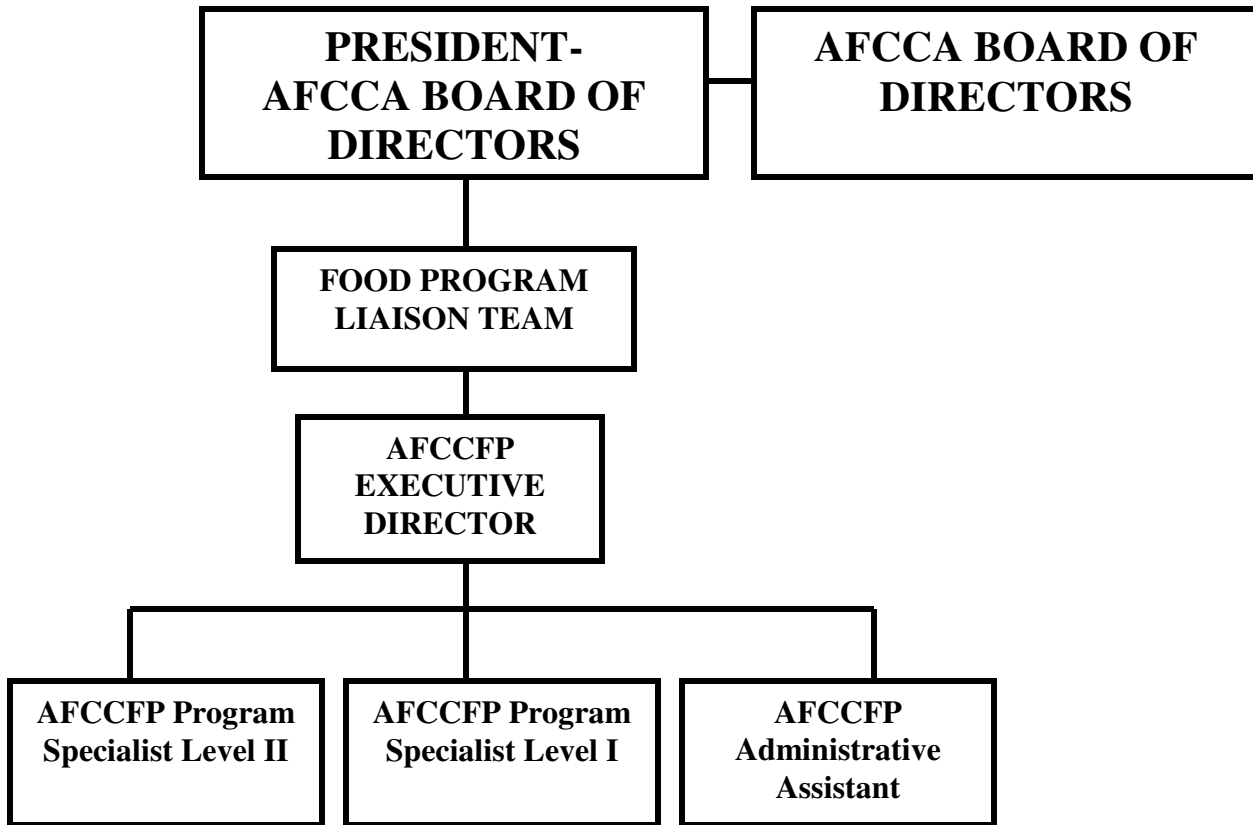 PRESIDENT-
AFCCA BOARD OF
DIRECTORS
AFCCA BOARD OF
DIRECTORS
FOOD PROGRAM
LIAISON TEAM
AFCCFP
EXECUTIVE
DIRECTOR
AFCCFP Program
Specialist Level II
AFCCFP Program
Specialist Level I
AFCCFP
Administrative
Assistant